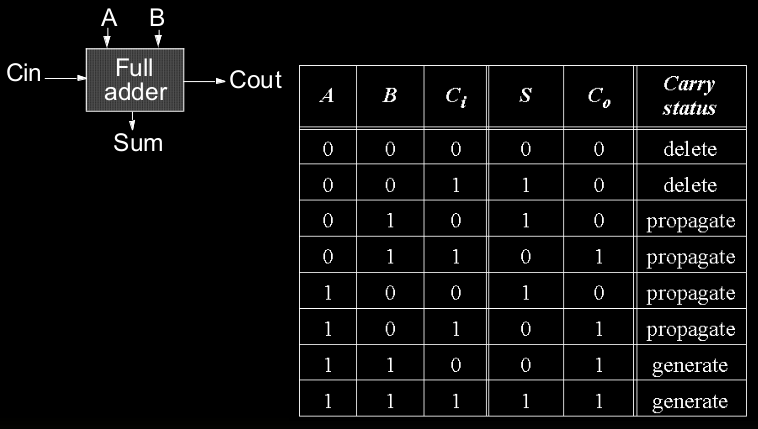 A B
Cin Full adder Cout
Sum
A B Ci S Co Carry status
0 0 0 0 0 delete
0 0 1 1 0 delete
0 1 0 1 0 propagate
0 1 1 0 1 propagate
1 0 0 1 0 propagate
1 0 1 0 1 propagate
1 1 0 0 1 generate
1 1 1 1 1 generate